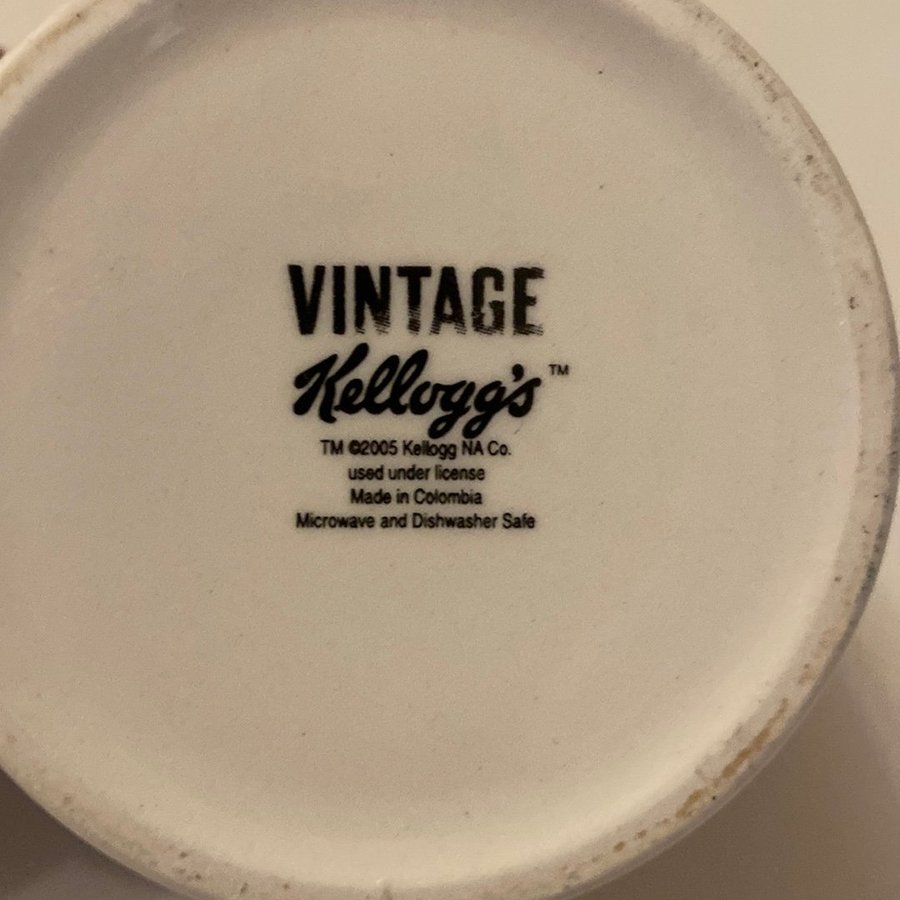 VINTAGE
Kellogg's™
TM ©2005 Kellogg NA Co.
used under license
Made in Colombia
Microwave and Dishwasher Safe